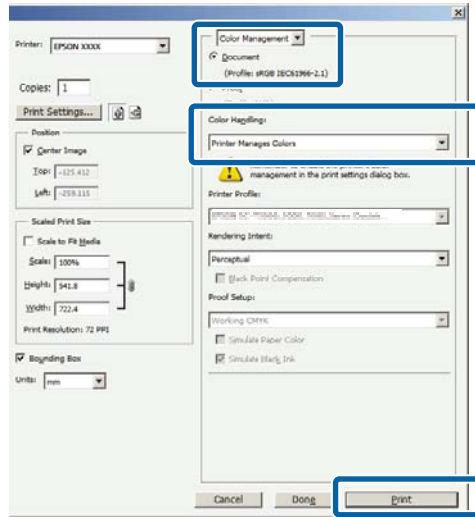 Printer: EPSON XXXX
Copies: 1
Print Settings...
Position
Center Image
Top: -125.412
Left: -259.115
Scaled Print Size
Scale to Fit Media
Scale: 100%
Height: 541.8
Width: 722.4
Print Resolution: 72 PPI
Bounding Box
Units: mm
Color Management
Document
(Profile: sRGB IEC61966-2.1)
Color Handling:
Printer Manages Colors
management in the print settings dialog box.
Printer Profile:
Rendering Intent:
Perceptual
Black Point Compensation
Proof Setup:
Working CMYK
Simulate Paper Color
Simulate Black Ink
Cancel
Done
Print